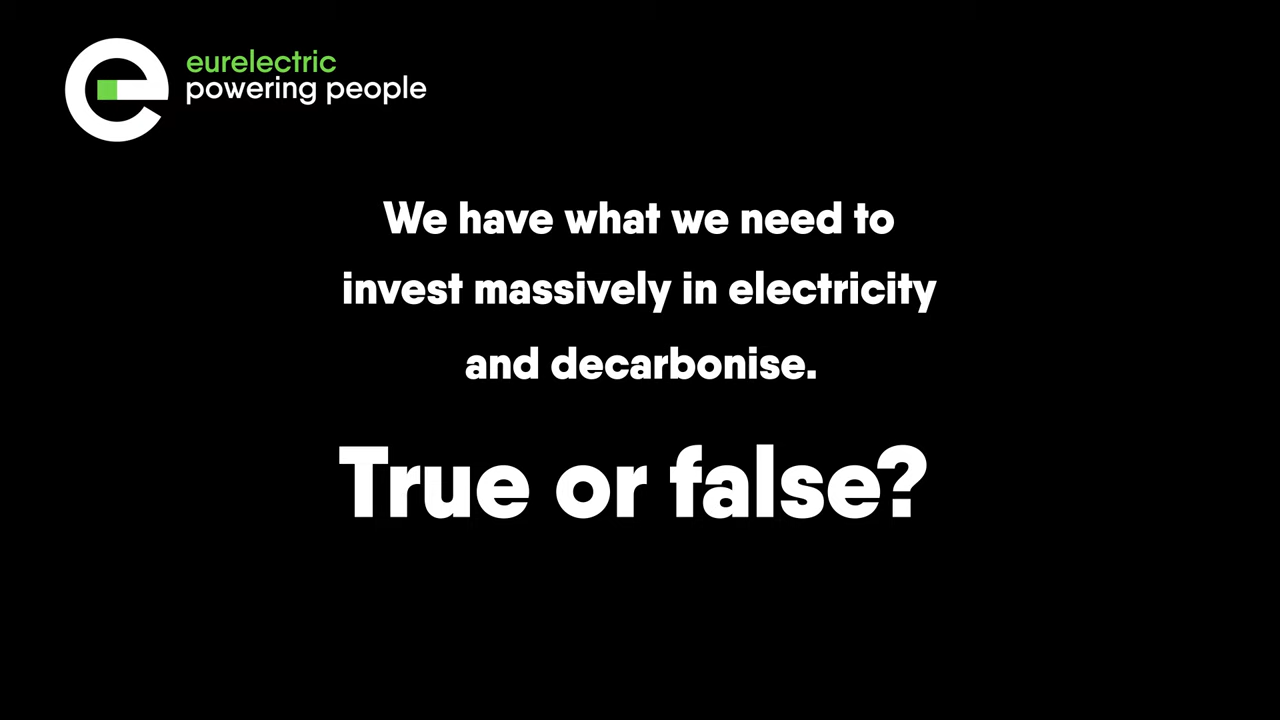 eurelectric
powering people
We have what we need to
invest massively in electricity
and decarbonise.
True or false?